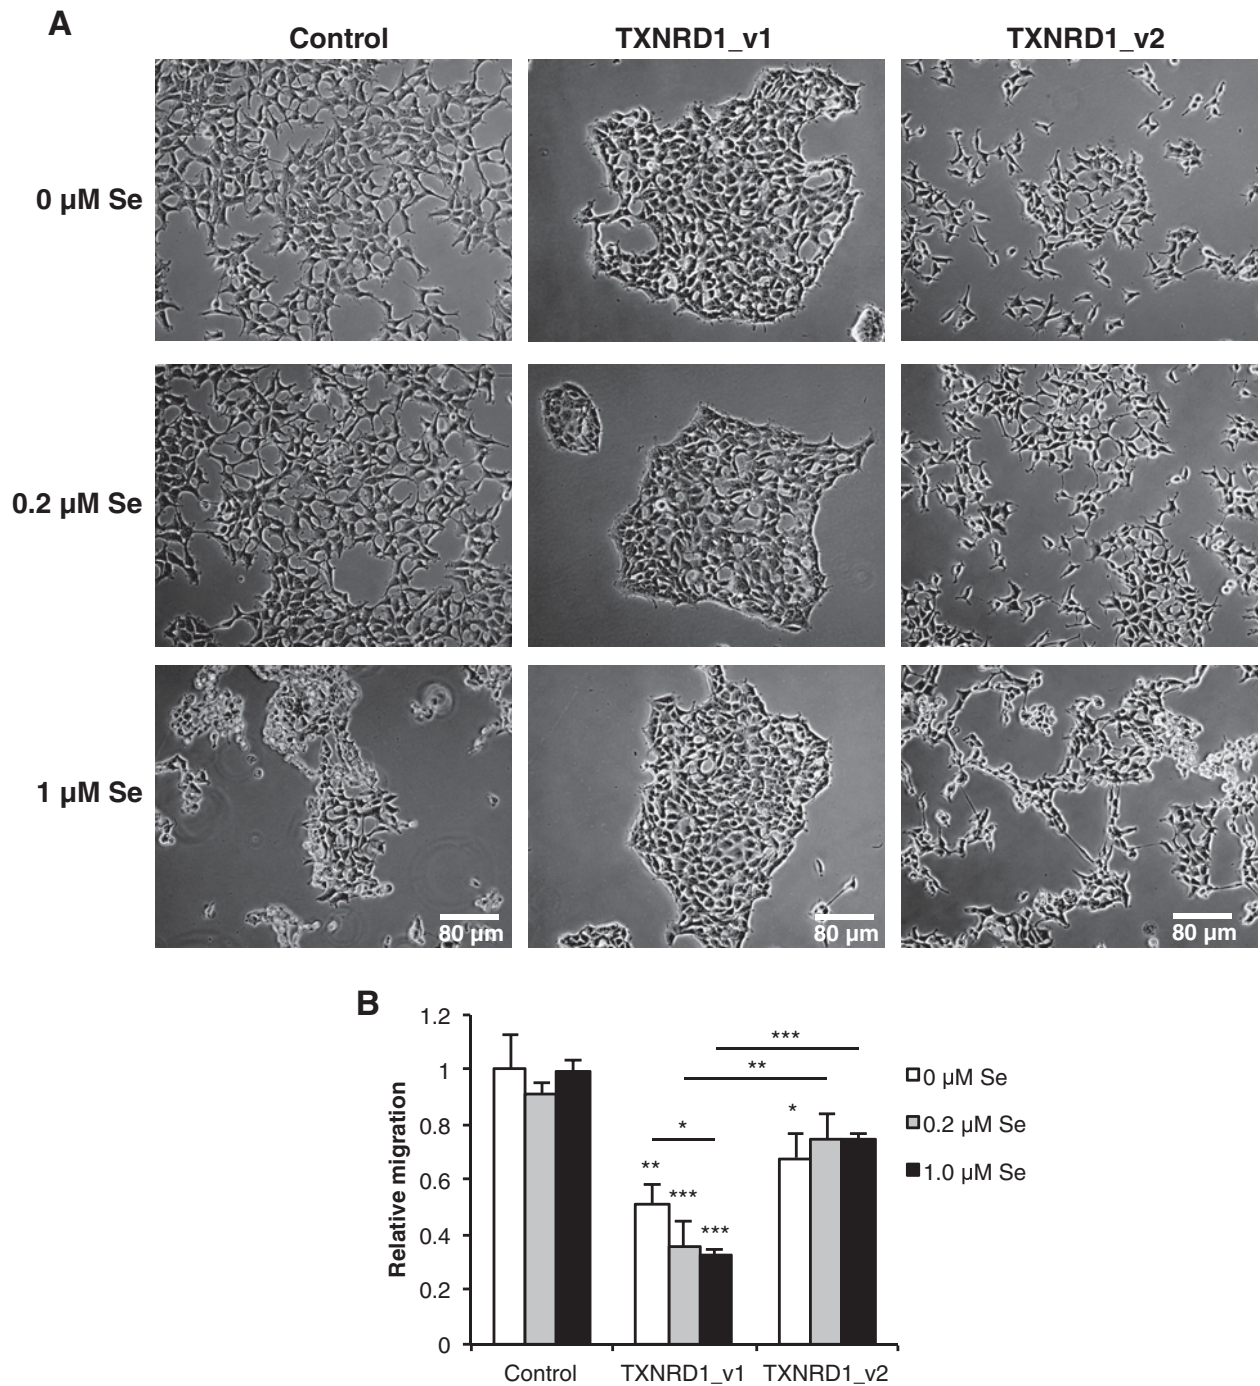 A
Control
TXNRD1_v1
TXNRD1_v2
0 µM Se
0.2 µM Se
1 µM Se
80 µm
80 µm
80 µm
B
1.2
1
0.8
0.6
0.4
0.2
0
Relative migration
***
**
*
*
**
***
***
0 µM Se
0.2 µM Se
1.0 µM Se
Control
TXNRD1_v1
TXNRD1_v2